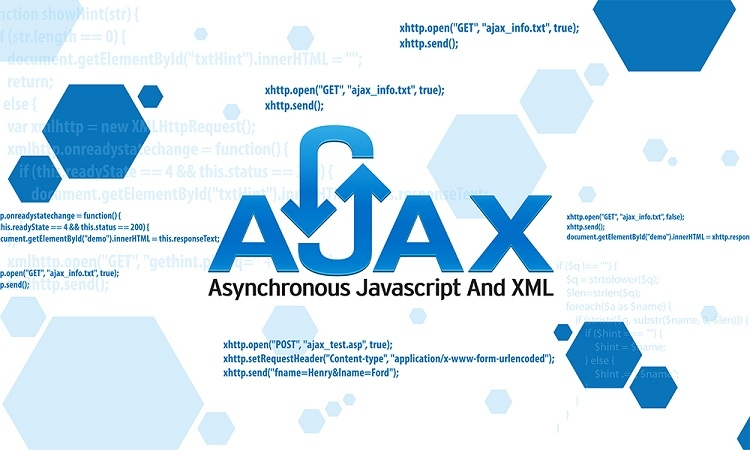 nction showHint(str) {
f (str.length == 0) {
document.getElementById("txtHint").innerHTML = "";
return;
else {
var xmlhttp = new XMLHttpRequest();
xmlhttp.onreadystatechange = function() {
if (this.readyState == 4 && this.status == 200) {
document.getElementById("txtHint").innerHTML = this.responseText;
xhttp.open("GET", "ajax_info.txt", true);
xhttp.send();
xhttp.open("GET", "ajax_info.txt", true);
xhttp.send();
AJAX
Asynchronous Javascript And XML
p.onreadystatechange = function() {
his.readyState == 4 && this.status == 200) {
cument.getElementById("demo").innerHTML = this.responseText;
xmlhttp.open("GET", "gethint.p
xmlhttp.send();
p.open("GET", "ajax_info.txt", true);
p.send();
xhttp.open("GET", "ajax_info.txt", false);
xhttp.send();
document.getElementById("demo").innerHTML = xhttp.respon
if ($q !== "") {
$q = strtolower($q);
$len=strlen($q);
foreach($a as $name) {
if (stristr($q, substr($name, 0, $len))) {
if ($hint === "") {
$hint = $name;
} else {
$hint .= ", $name";
}
}
}
xhttp.open("POST", "ajax_test.asp", true);
xhttp.setRequestHeader("Content-type", "application/x-www-form-urlencoded");
xhttp.send("fname=Henry&lname=Ford");